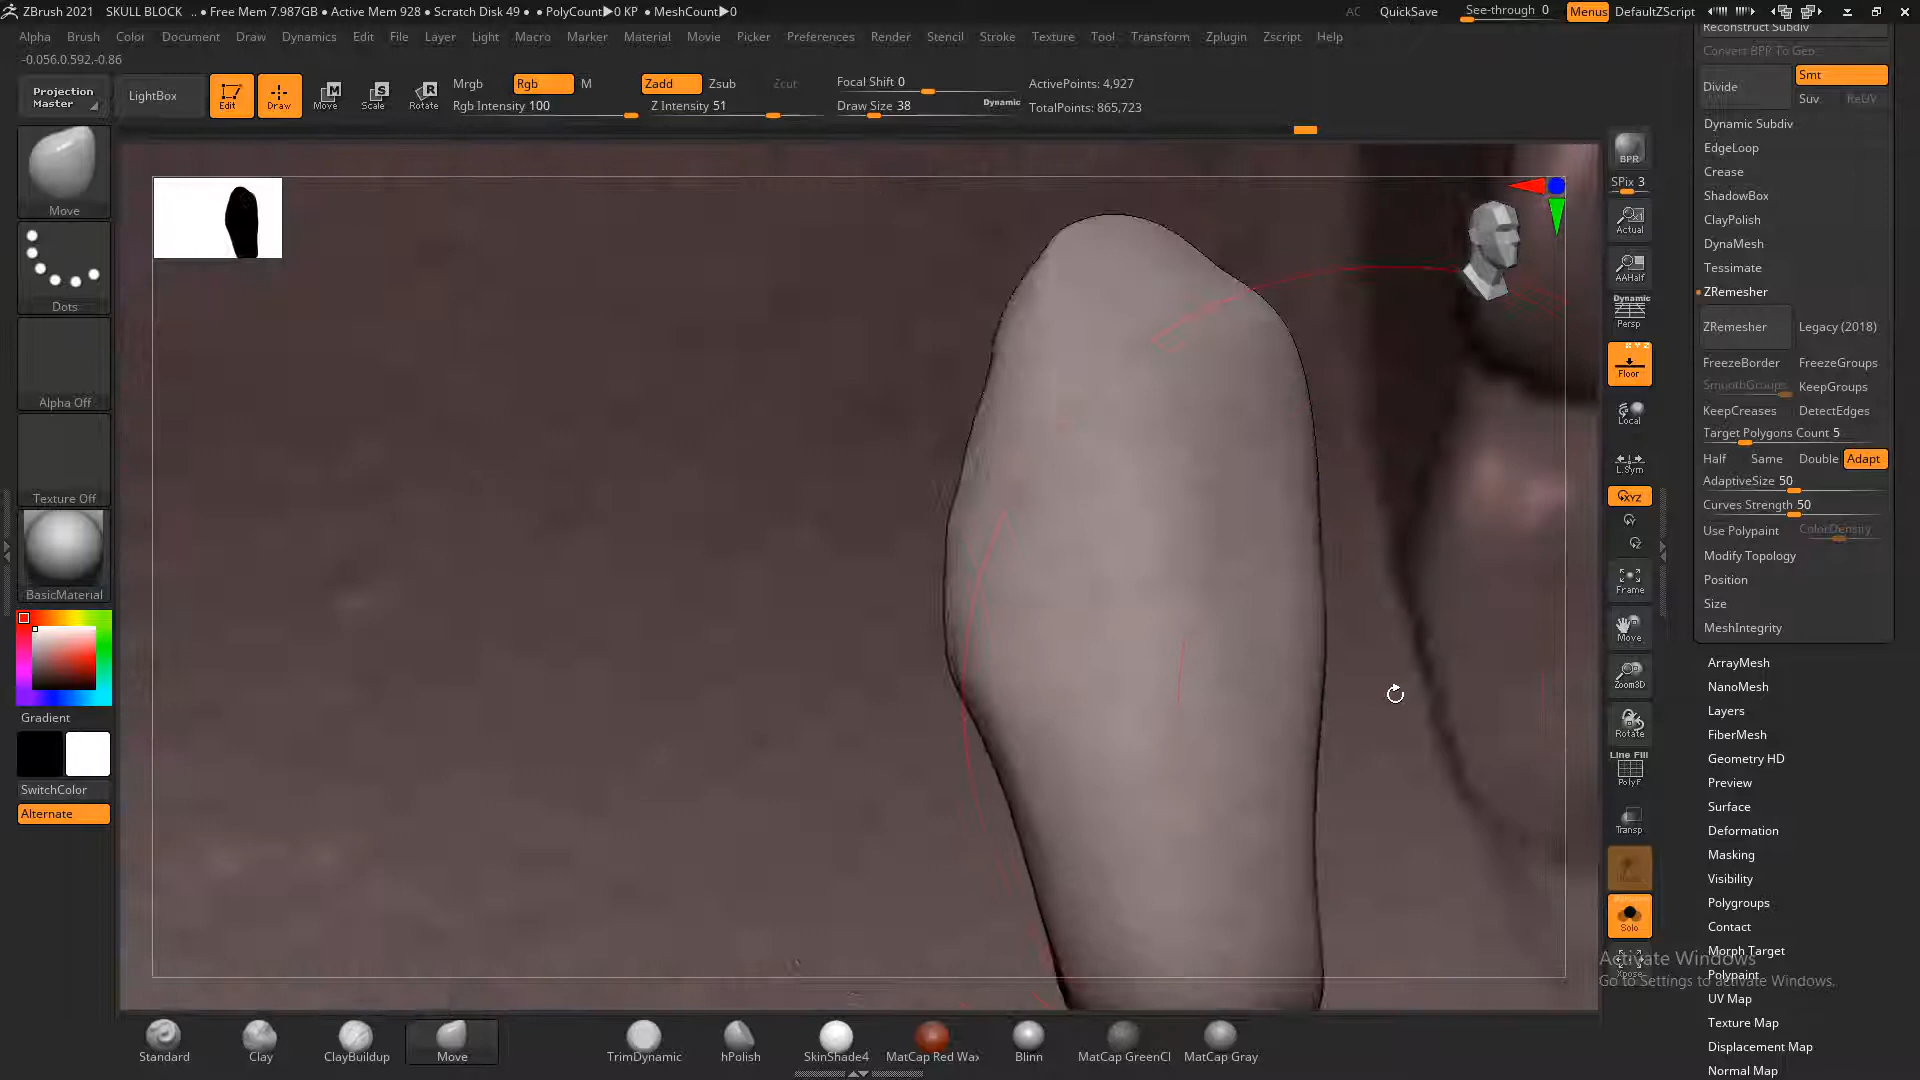 ZBrush 2021 SKULL BLOCK .. ● Free Mem 7.987GB ● Active Mem 928 ● Scratch Disk 49 ● PolyCount▶0 KP ● MeshCount▶0 AC QuickSave See-through 0 Menus DefaultZScript
Alpha Brush Color Document Draw Dynamics Edit File Layer Light Macro Marker Material Movie Picker Preferences Render Stencil Stroke Texture Tool Transform Zplugin Zscript Help
-0.056,0.592,-0.86
Projection Master
LightBox
Edit
Draw
Move
Scale
Rotate
Mrgb Rgb M
Rgb Intensity 100
Zadd Zsub Zcut
Z Intensity 51
Focal Shift 0
Draw Size 38 Dynamic
ActivePoints: 4,927
TotalPoints: 865,723
Move
Dots
Alpha Off
Texture Off
BasicMaterial
Gradient
SwitchColor
Alternate
BPR
SPix 3
Actual
AAHalf
Dynamic
Persp
X Y Z
Floor
Local
L.Sym
XYZ
Frame
Move
Zoom3D
Rotate
Line Fill
PolyF
Transp
Solo
Xpose
Reconstruct Subdiv
Convert BPR To Geo
Divide
Smt
Suv ReUV
Dynamic Subdiv
EdgeLoop
Crease
ShadowBox
ClayPolish
DynaMesh
Tessimate
ZRemesher
ZRemesher Legacy (2018)
FreezeBorder FreezeGroups
SmoothGroups KeepGroups
KeepCreases DetectEdges
Target Polygons Count 5
Half Same Double Adapt
AdaptiveSize 50
Curves Strength 50
Use Polypaint ColorDensity
Modify Topology
Position
Size
MeshIntegrity
ArrayMesh
NanoMesh
Layers
FiberMesh
Geometry HD
Preview
Surface
Deformation
Masking
Visibility
Polygroups
Contact
Morph Target
Polypaint
UV Map
Texture Map
Displacement Map
Normal Map
Activate Windows
Go to Settings to activate Windows.
Standard
Clay
ClayBuildup
Move
TrimDynamic
hPolish
SkinShade4
MatCap Red Wax
Blinn
MatCap GreenCl
MatCap Gray